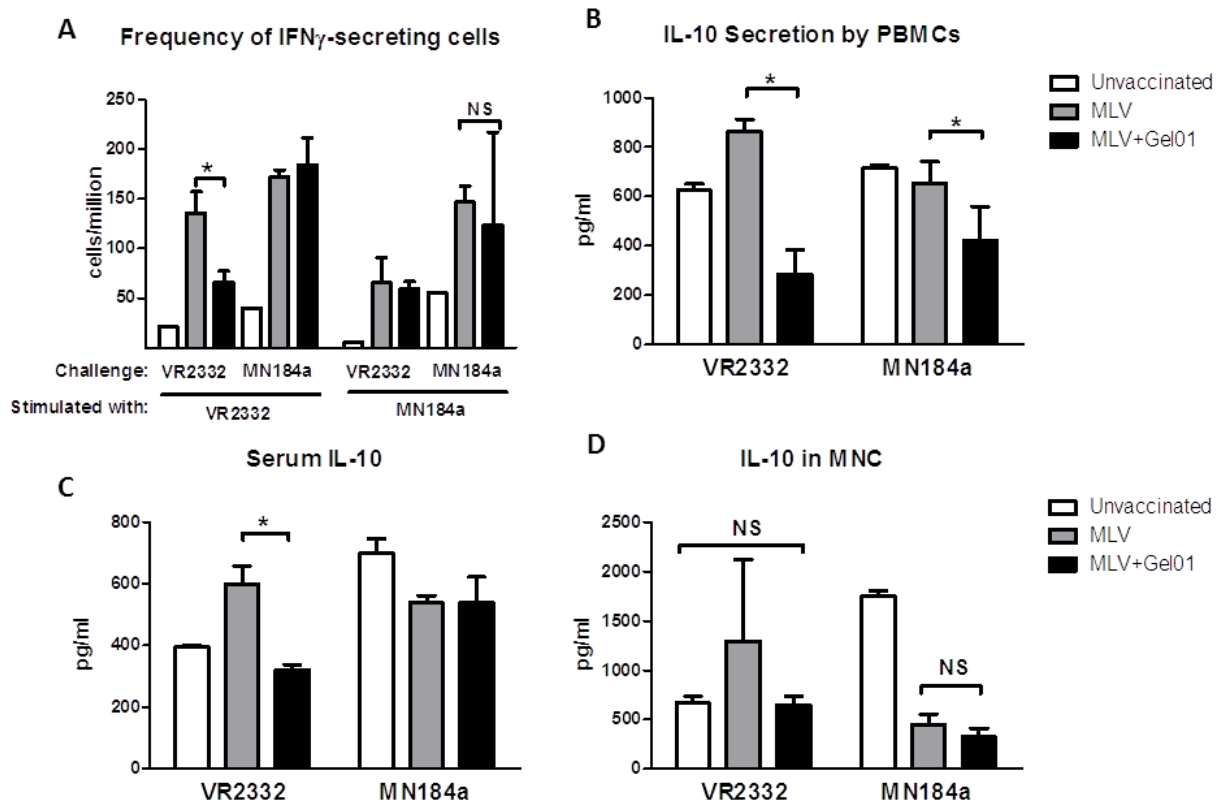 A
Frequency of IFNγ-secreting cells
cells/million
250
200
150
100
50
*
NS
Challenge:
VR2332
MN184a
VR2332
MN184a
Stimulated with:
VR2332
MN184a
B
IL-10 Secretion by PBMCs
pg/ml
1000
800
600
400
200
0
*
*
VR2332
MN184a
Unvaccinated
MLV
MLV+Gel01
C
Serum IL-10
pg/ml
800
600
400
200
0
*
VR2332
MN184a
D
IL-10 in MNC
pg/ml
2500
2000
1500
1000
500
0
NS
NS
VR2332
MN184a
Unvaccinated
MLV
MLV+Gel01